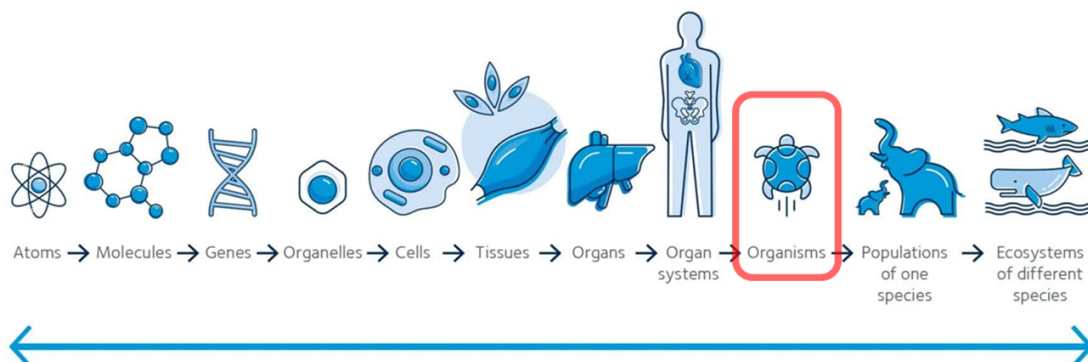 Atoms → Molecules → Genes → Organelles → Cells → Tissues → Organs → Organ → Organisms → Populations → Ecosystems
systems of one of different
species species